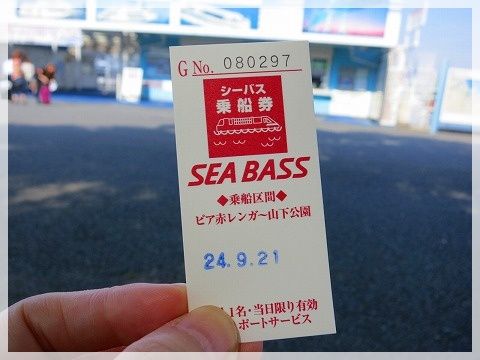 G No. 080297
シーバス
乗船券
SEA BASS
◆乗船区間◆
ピア赤レンガ〜山下公園
24.9.21
1名・当日限り有効
ポートサービス